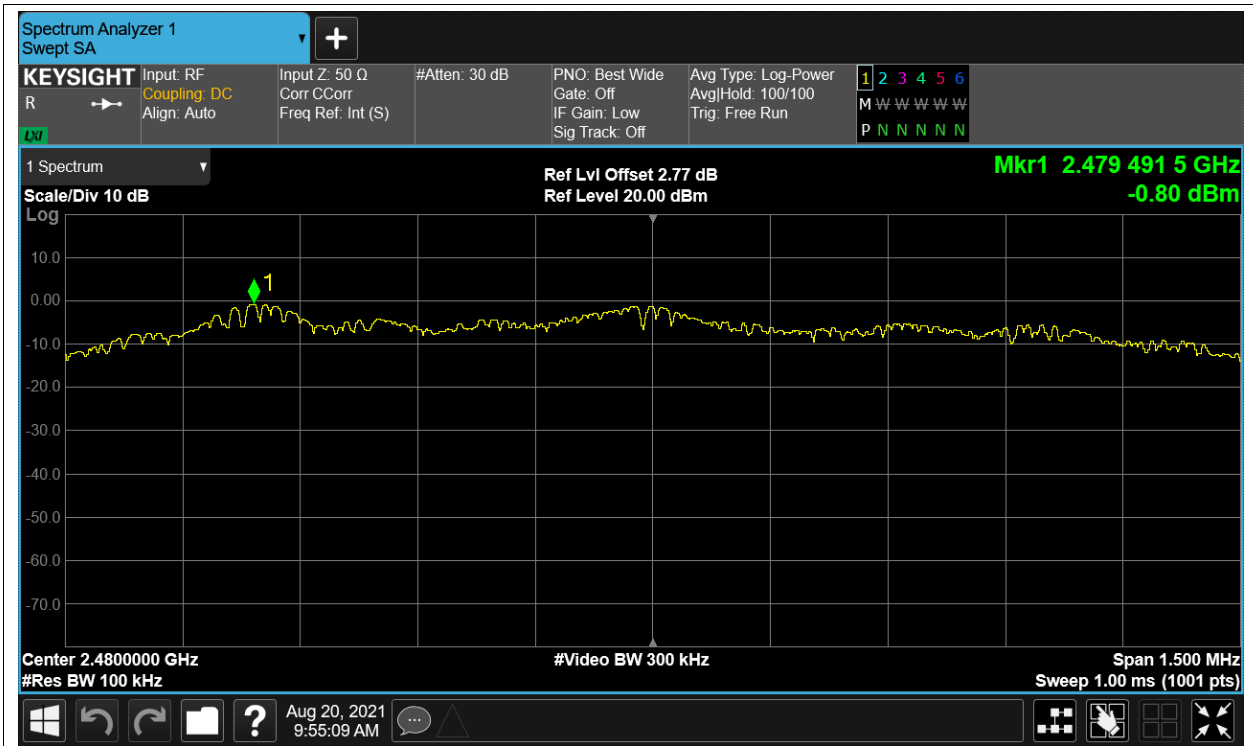 Spectrum Analyzer 1
Swept SA
KEYSIGHT
R
LXI
Input: RF
Coupling: DC
Align: Auto
Input Z: 50 Ω
Corr CCorr
Freq Ref: Int (S)
#Atten: 30 dB
PNO: Best Wide
Gate: Off
IF Gain: Low
Sig Track: Off
Avg Type: Log-Power
Avg|Hold: 100/100
Trig: Free Run
1 2 3 4 5 6
M W W W W W
P N N N N N
1 Spectrum
Scale/Div 10 dB
Log
Ref Lvl Offset 2.77 dB
Ref Level 20.00 dBm
Mkr1 2.479 491 5 GHz
-0.80 dBm
10.0
1
0.00
-10.0
-20.0
-30.0
-40.0
-50.0
-60.0
-70.0
Center 2.4800000 GHz
#Video BW 300 kHz
Span 1.500 MHz
#Res BW 100 kHz
Sweep 1.00 ms (1001 pts)
?
Aug 20, 2021
9:55:09 AM